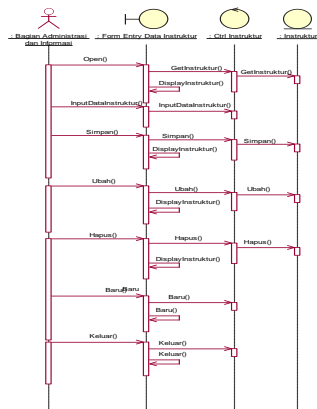 : Bagian Administrasi dan Informasi
: Form Entry Data Instruktur
: Ctrl Instruktur
: Instruktur
Open()
GetInstruktur()
GetInstruktur()
DisplayInstruktur()
InputDataInstruktur()
InputDataInstruktur()
Simpan()
Simpan()
Simpan()
DisplayInstruktur()
Ubah()
Ubah()
Ubah()
DisplayInstruktur()
Hapus()
Hapus()
Hapus()
DisplayInstruktur()
Baru()
Baru
Baru()
Baru()
Keluar()
Keluar()
Keluar()